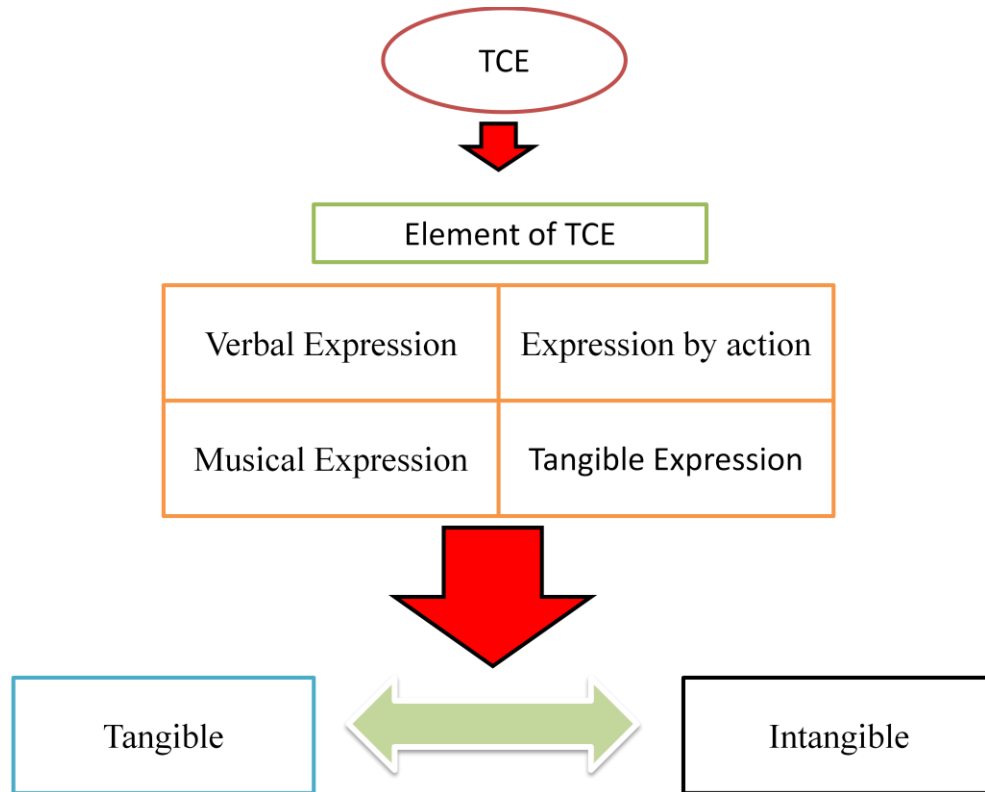 TCE
Element of TCE
Verbal Expression
Expression by action
Musical Expression
Tangible Expression
Tangible
Intangible